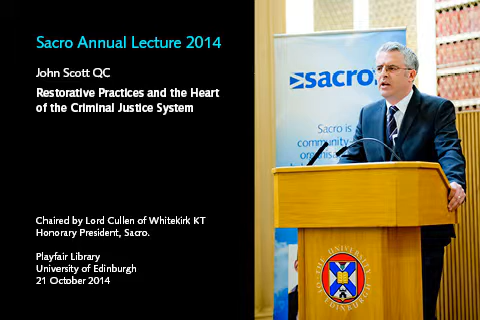 Sacro Annual Lecture 2014
John Scott QC
Restorative Practices and the Heart
of the Criminal Justice System
Chaired by Lord Cullen of Whitekirk KT
Honorary President, Sacro.
Playfair Library
University of Edinburgh
21 October 2014
sacro.
Sacro is
community
organis
THE UNIVERSITY
OF EDINBURGH